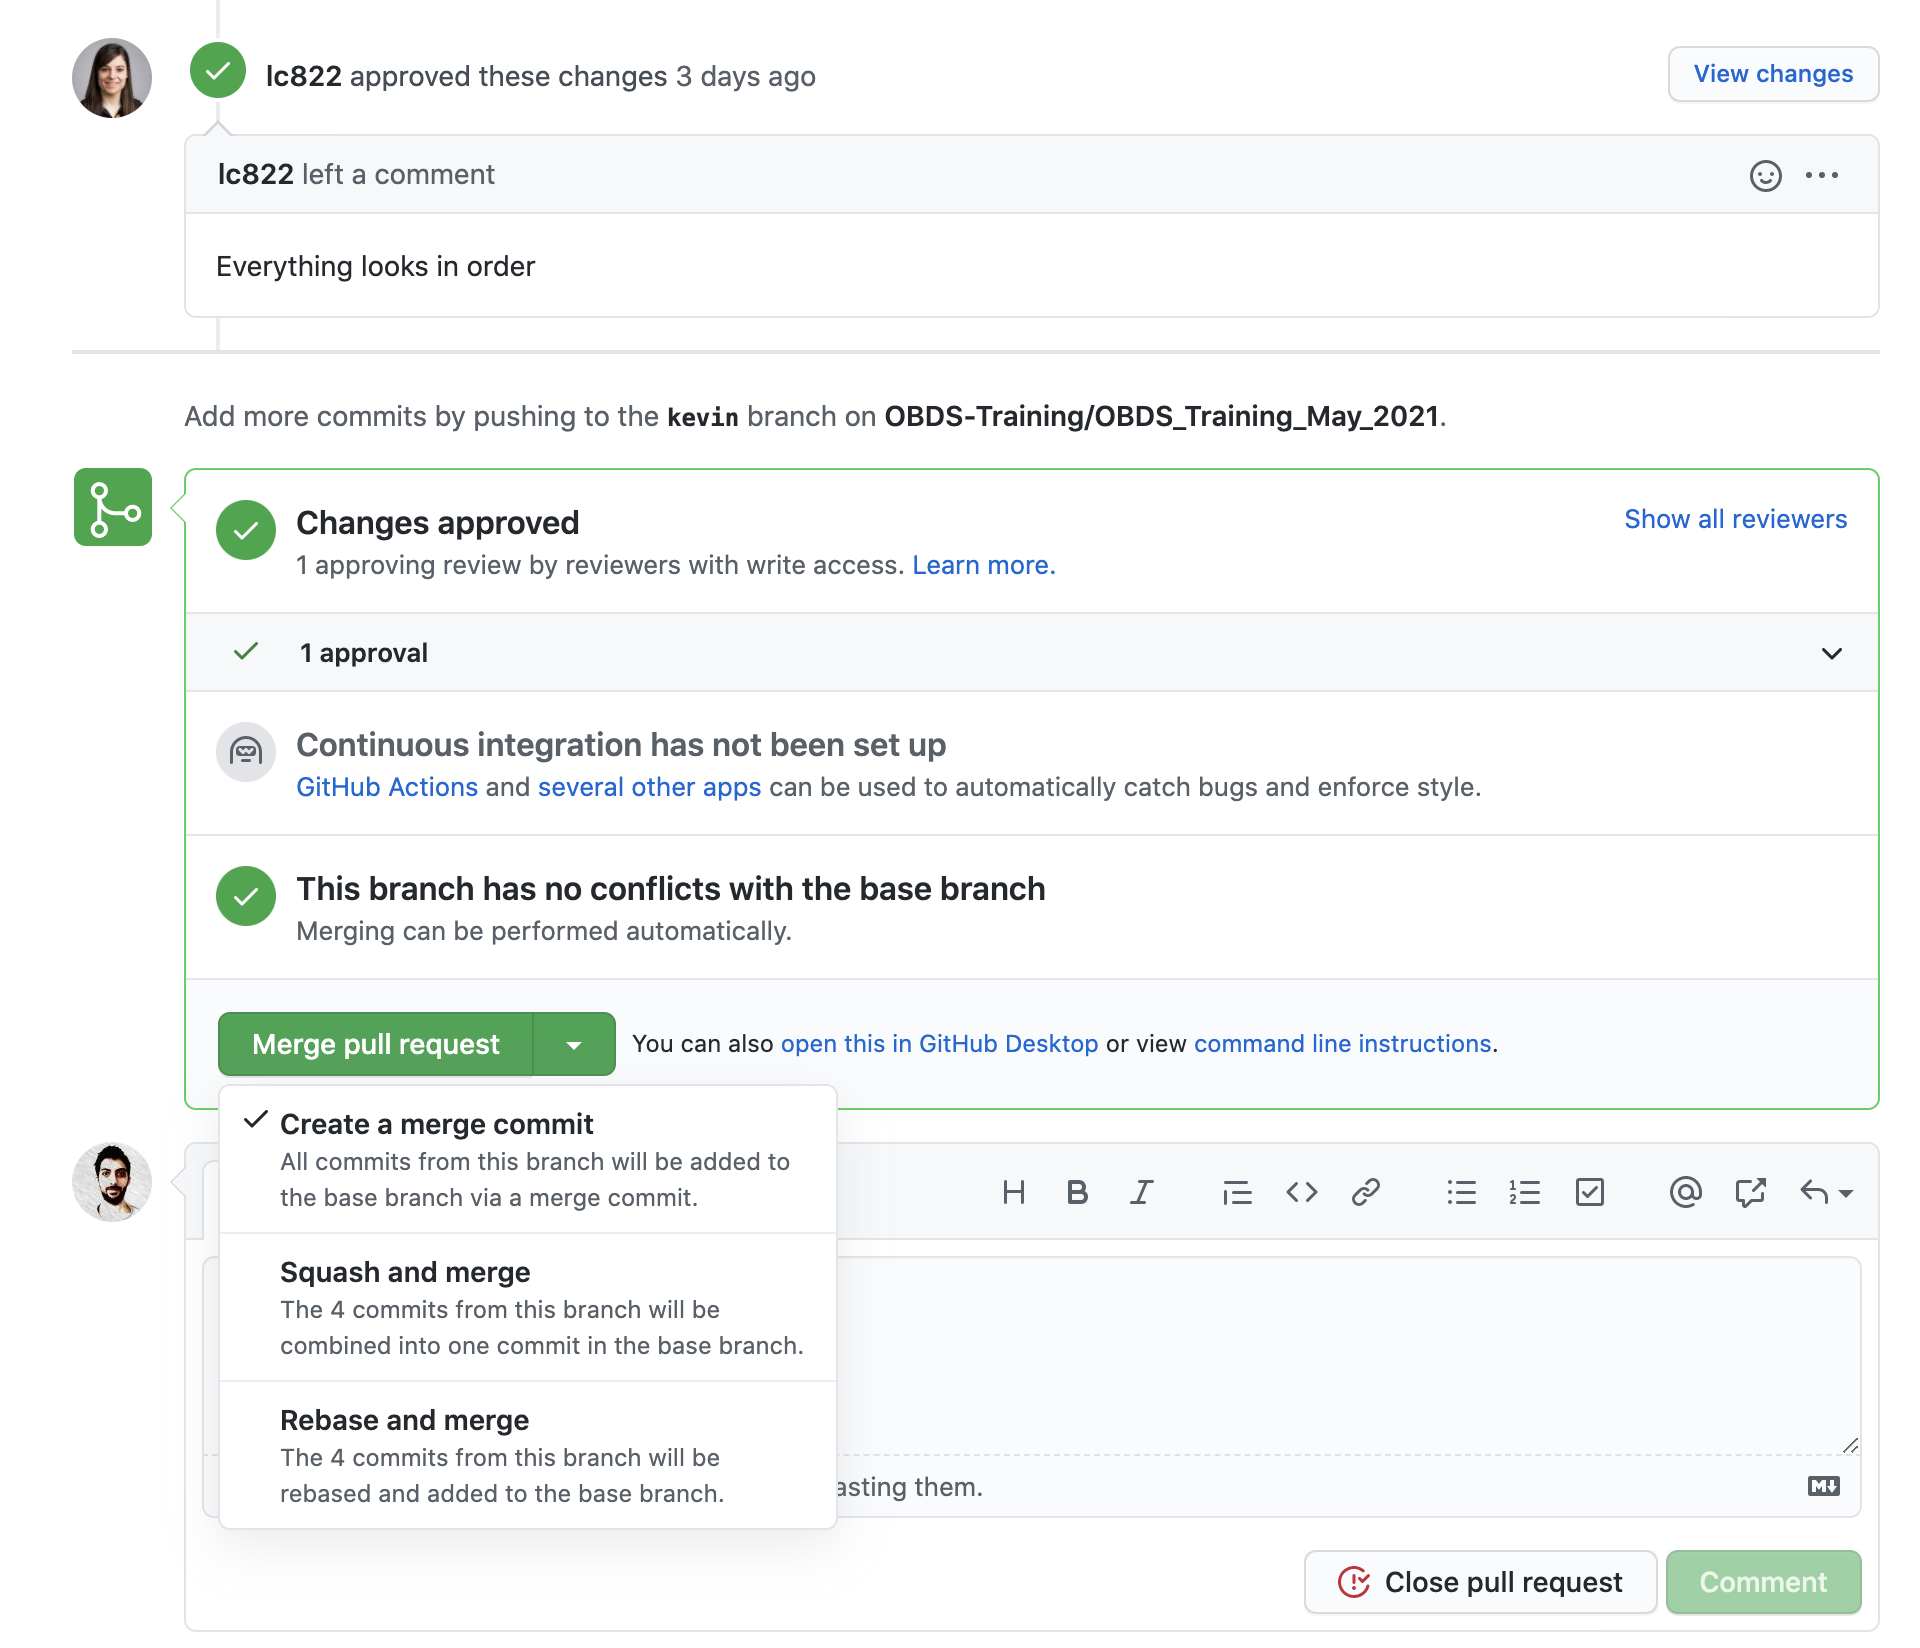 lc822 approved these changes 3 days ago
View changes
lc822 left a comment
Everything looks in order
Add more commits by pushing to the kevin branch on OBDS-Training/OBDS_Training_May_2021.
Changes approved
Show all reviewers
1 approving review by reviewers with write access. Learn more.
1 approval
Continuous integration has not been set up
GitHub Actions and several other apps can be used to automatically catch bugs and enforce style.
This branch has no conflicts with the base branch
Merging can be performed automatically.
Merge pull request
You can also open this in GitHub Desktop or view command line instructions.
Create a merge commit
All commits from this branch will be added to
the base branch via a merge commit.
Squash and merge
The 4 commits from this branch will be
combined into one commit in the base branch.
Rebase and merge
The 4 commits from this branch will be
rebased and added to the base branch.
asting them.
Close pull request
Comment